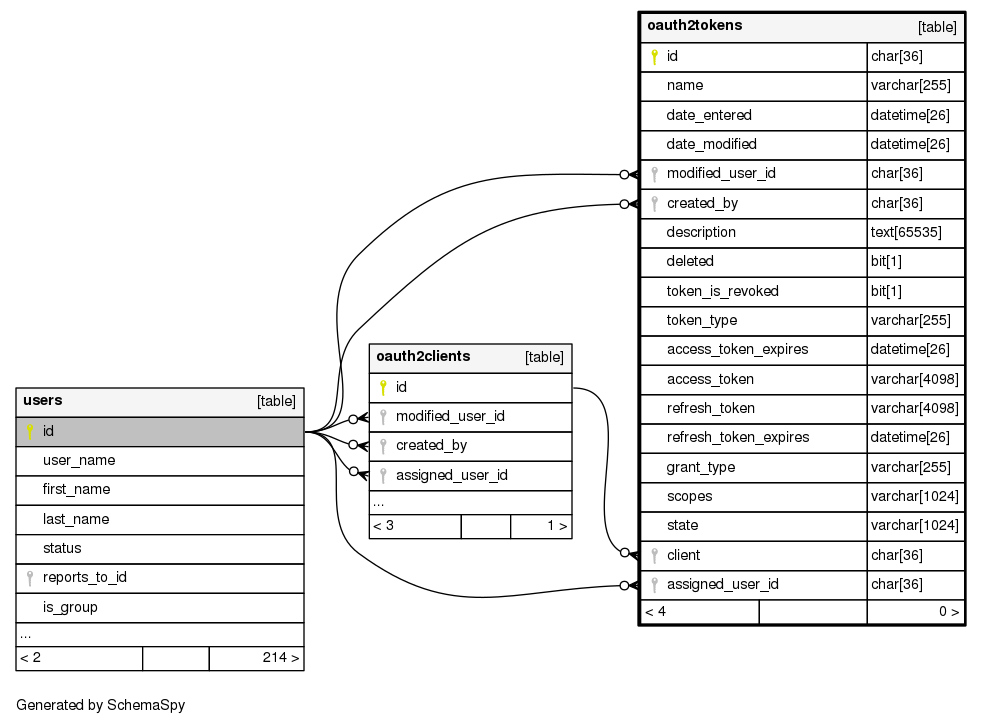 oauth2tokens [table]
id char[36]
name varchar[255]
date_entered datetime[26]
date_modified datetime[26]
modified_user_id char[36]
created_by char[36]
description text[65535]
deleted bit[1]
token_is_revoked bit[1]
token_type varchar[255]
access_token_expires datetime[26]
access_token varchar[4098]
refresh_token varchar[4098]
refresh_token_expires datetime[26]
grant_type varchar[255]
scopes varchar[1024]
state varchar[1024]
client char[36]
assigned_user_id char[36]
< 4 0 >
oauth2clients [table]
id
modified_user_id
created_by
assigned_user_id
...
< 3 1 >
users [table]
id
user_name
first_name
last_name
status
reports_to_id
is_group
...
< 2 214 >
Generated by SchemaSpy